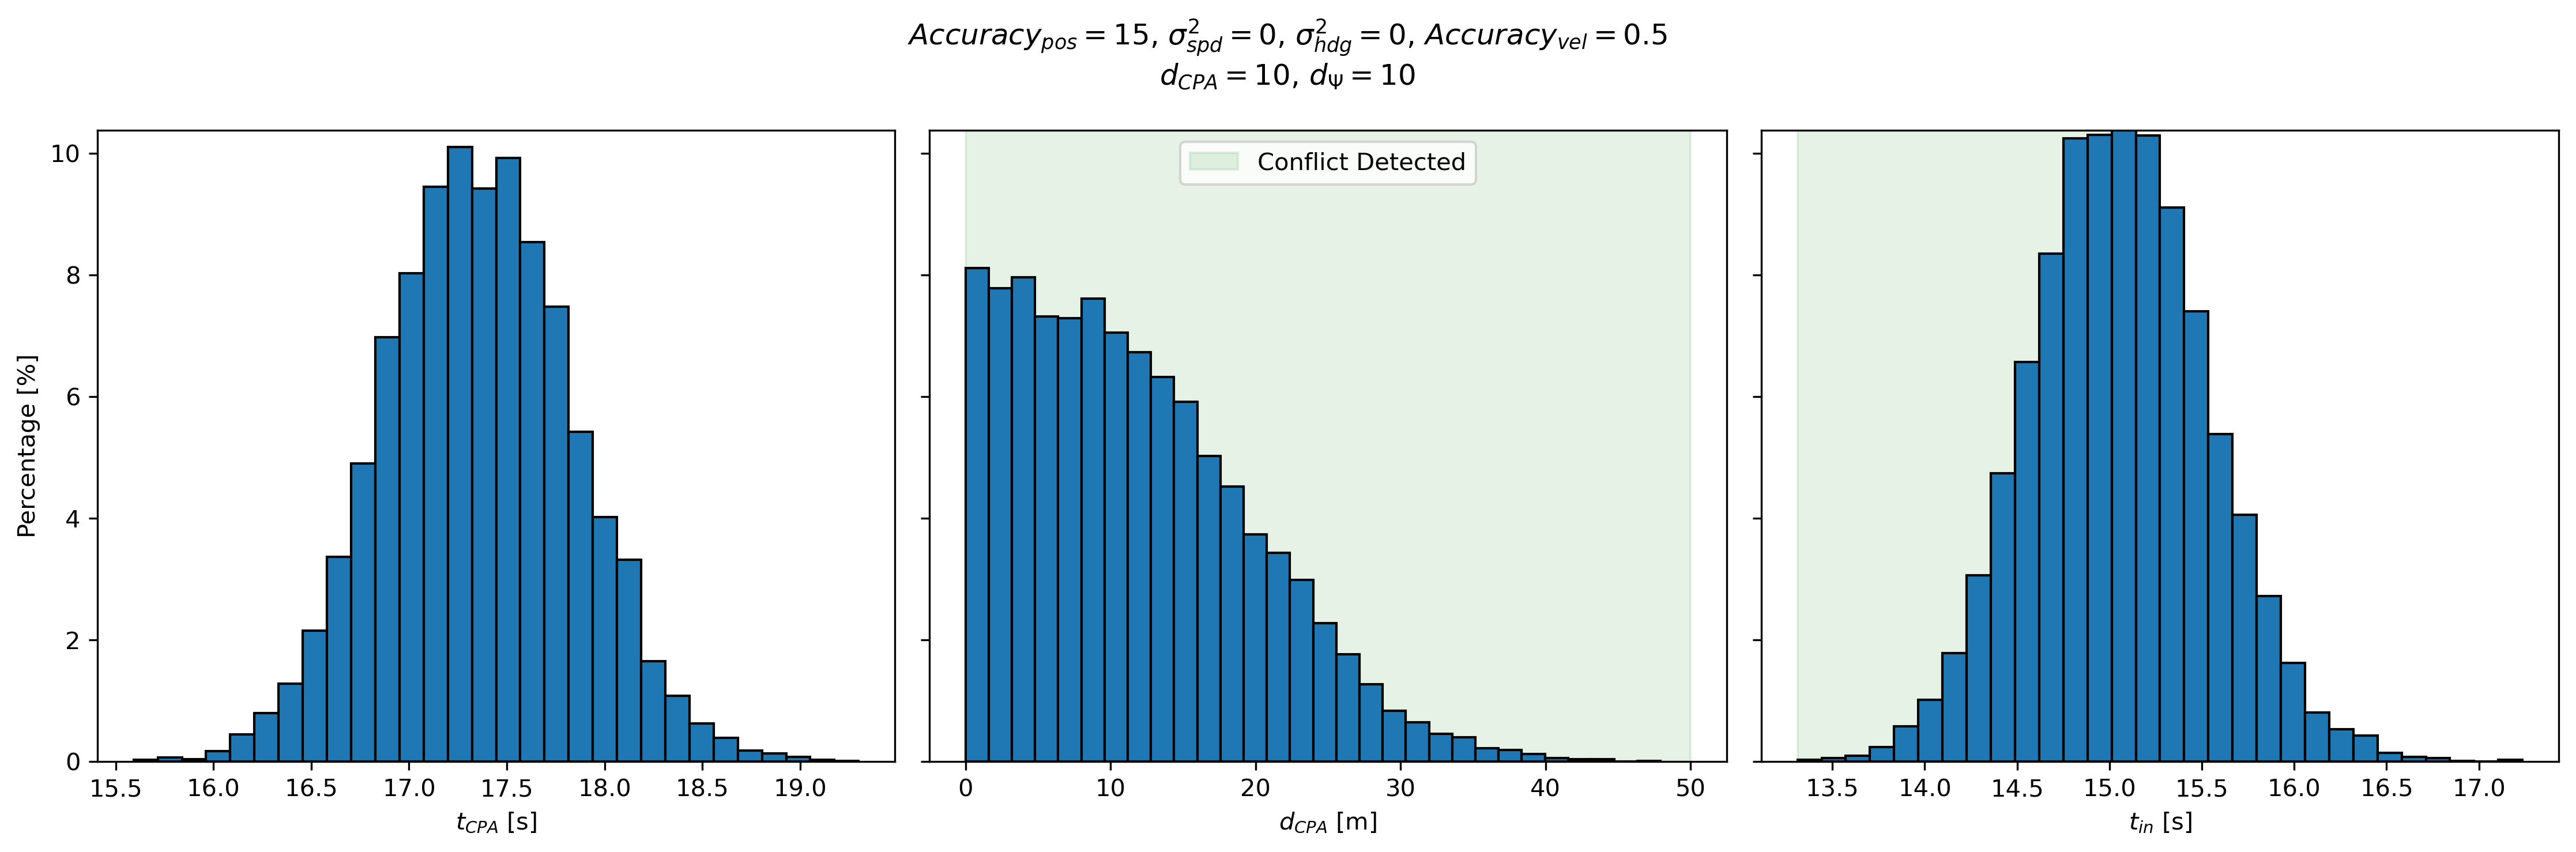 Accuracy_pos = 15, σ²_spd = 0, σ²_hdg = 0, Accuracy_vel = 0.5
d_CPA = 10, d_Ψ = 10
Percentage [%]
10
8
6
4
2
0
15.5 16.0 16.5 17.0 17.5 18.0 18.5 19.0
t_CPA [s]
Conflict Detected
0 10 20 30 40 50
d_CPA [m]
13.5 14.0 14.5 15.0 15.5 16.0 16.5 17.0
t_in [s]